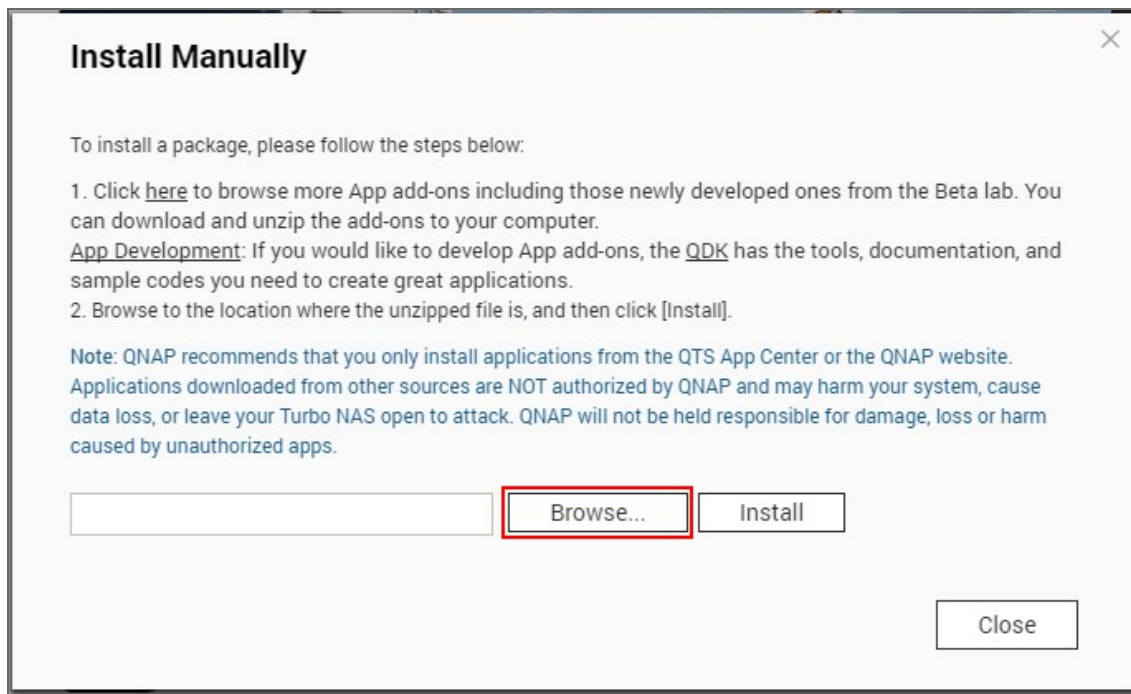 Install Manually
To install a package, please follow the steps below:
1. Click here to browse more App add-ons including those newly developed ones from the Beta lab. You
can download and unzip the add-ons to your computer.
App Development: If you would like to develop App add-ons, the QDK has the tools, documentation, and
sample codes you need to create great applications.
2. Browse to the location where the unzipped file is, and then click [Install].
Note: QNAP recommends that you only install applications from the QTS App Center or the QNAP website.
Applications downloaded from other sources are NOT authorized by QNAP and may harm your system, cause
data loss, or leave your Turbo NAS open to attack. QNAP will not be held responsible for damage, loss or harm
caused by unauthorized apps.
Browse... Install
Close